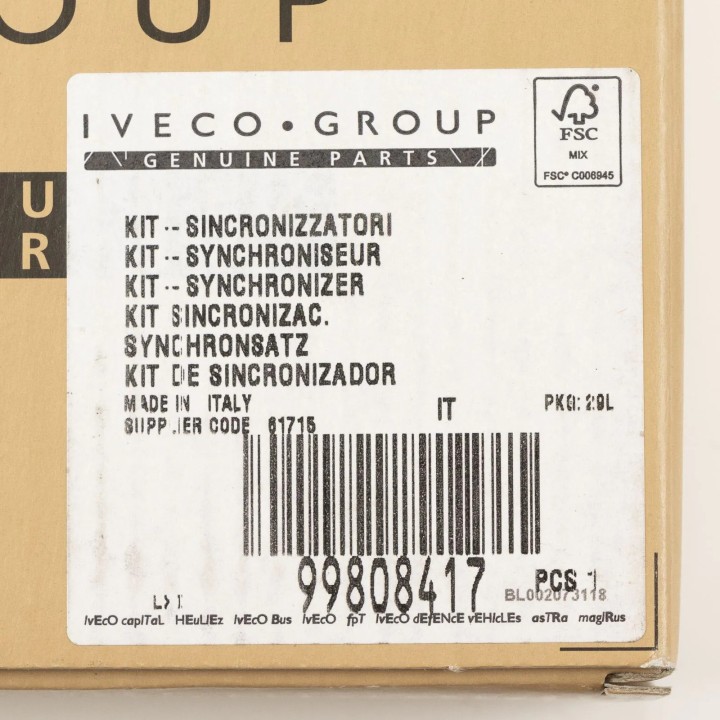 OUP
IVECO • GROUP
GENUINE PARTS
FSC
MIX
FSC® C006945
UR
KIT -- SINCRONIZZATORI
KIT -- SYNCHRONISEUR
KIT -- SYNCHRONIZER
KIT SINCRONIZAC.
SYNCHRONSATZ
KIT DE SINCRONIZADOR
MADE IN ITALY
IT
SUPPLIER CODE 61715
99808417
PCS 1
BL002073118
IvEcO capITaL HEuLIEz IvEcO Bus IvEcO fpT IvEcO dEfENcE vEHIcLEs asTRa magIRus